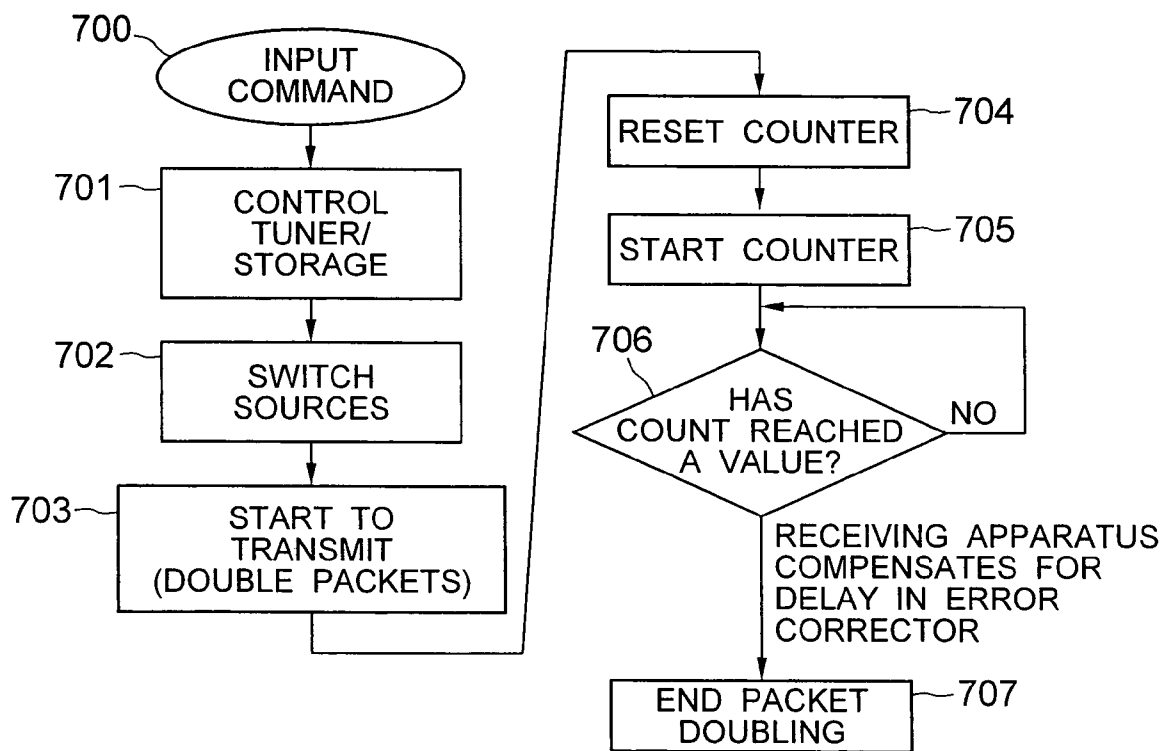 700
INPUT
COMMAND
701
CONTROL
TUNER/
STORAGE
702
SWITCH
SOURCES
703
START TO
TRANSMIT
(DOUBLE PACKETS)
704
RESET COUNTER
705
START COUNTER
706
HAS
COUNT REACHED
A VALUE?
NO
RECEIVING APPARATUS
COMPENSATES FOR
DELAY IN ERROR
CORRECTOR
707
END PACKET
DOUBLING